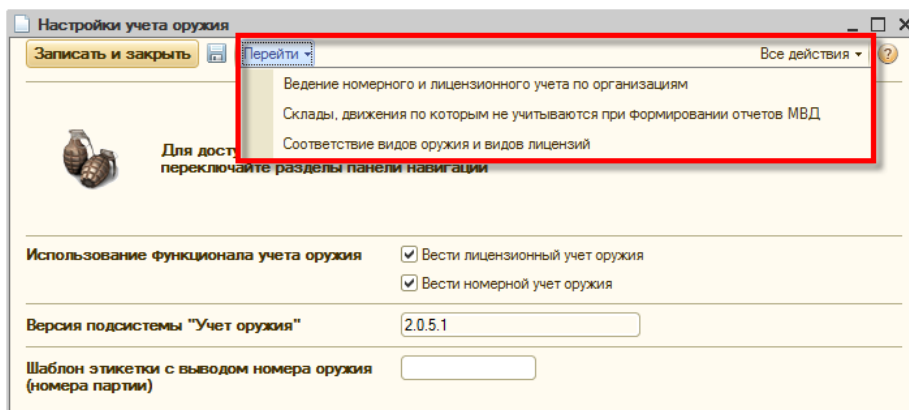 Настройки учета оружия
Записать и закрыть Перейти Все действия ?
Ведение номерного и лицензионного учета по организациям
Склады, движения по которым не учитываются при формировании отчетов МВД
Соответствие видов оружия и видов лицензий
Для
переключайте разделы панели навигации
Использование функционала учета оружия Вести лицензионный учет оружия
Вести номерной учет оружия
Версия подсистемы "Учет оружия" 2.0.5.1
Шаблон этикетки с выводом номера оружия
(номера партии)